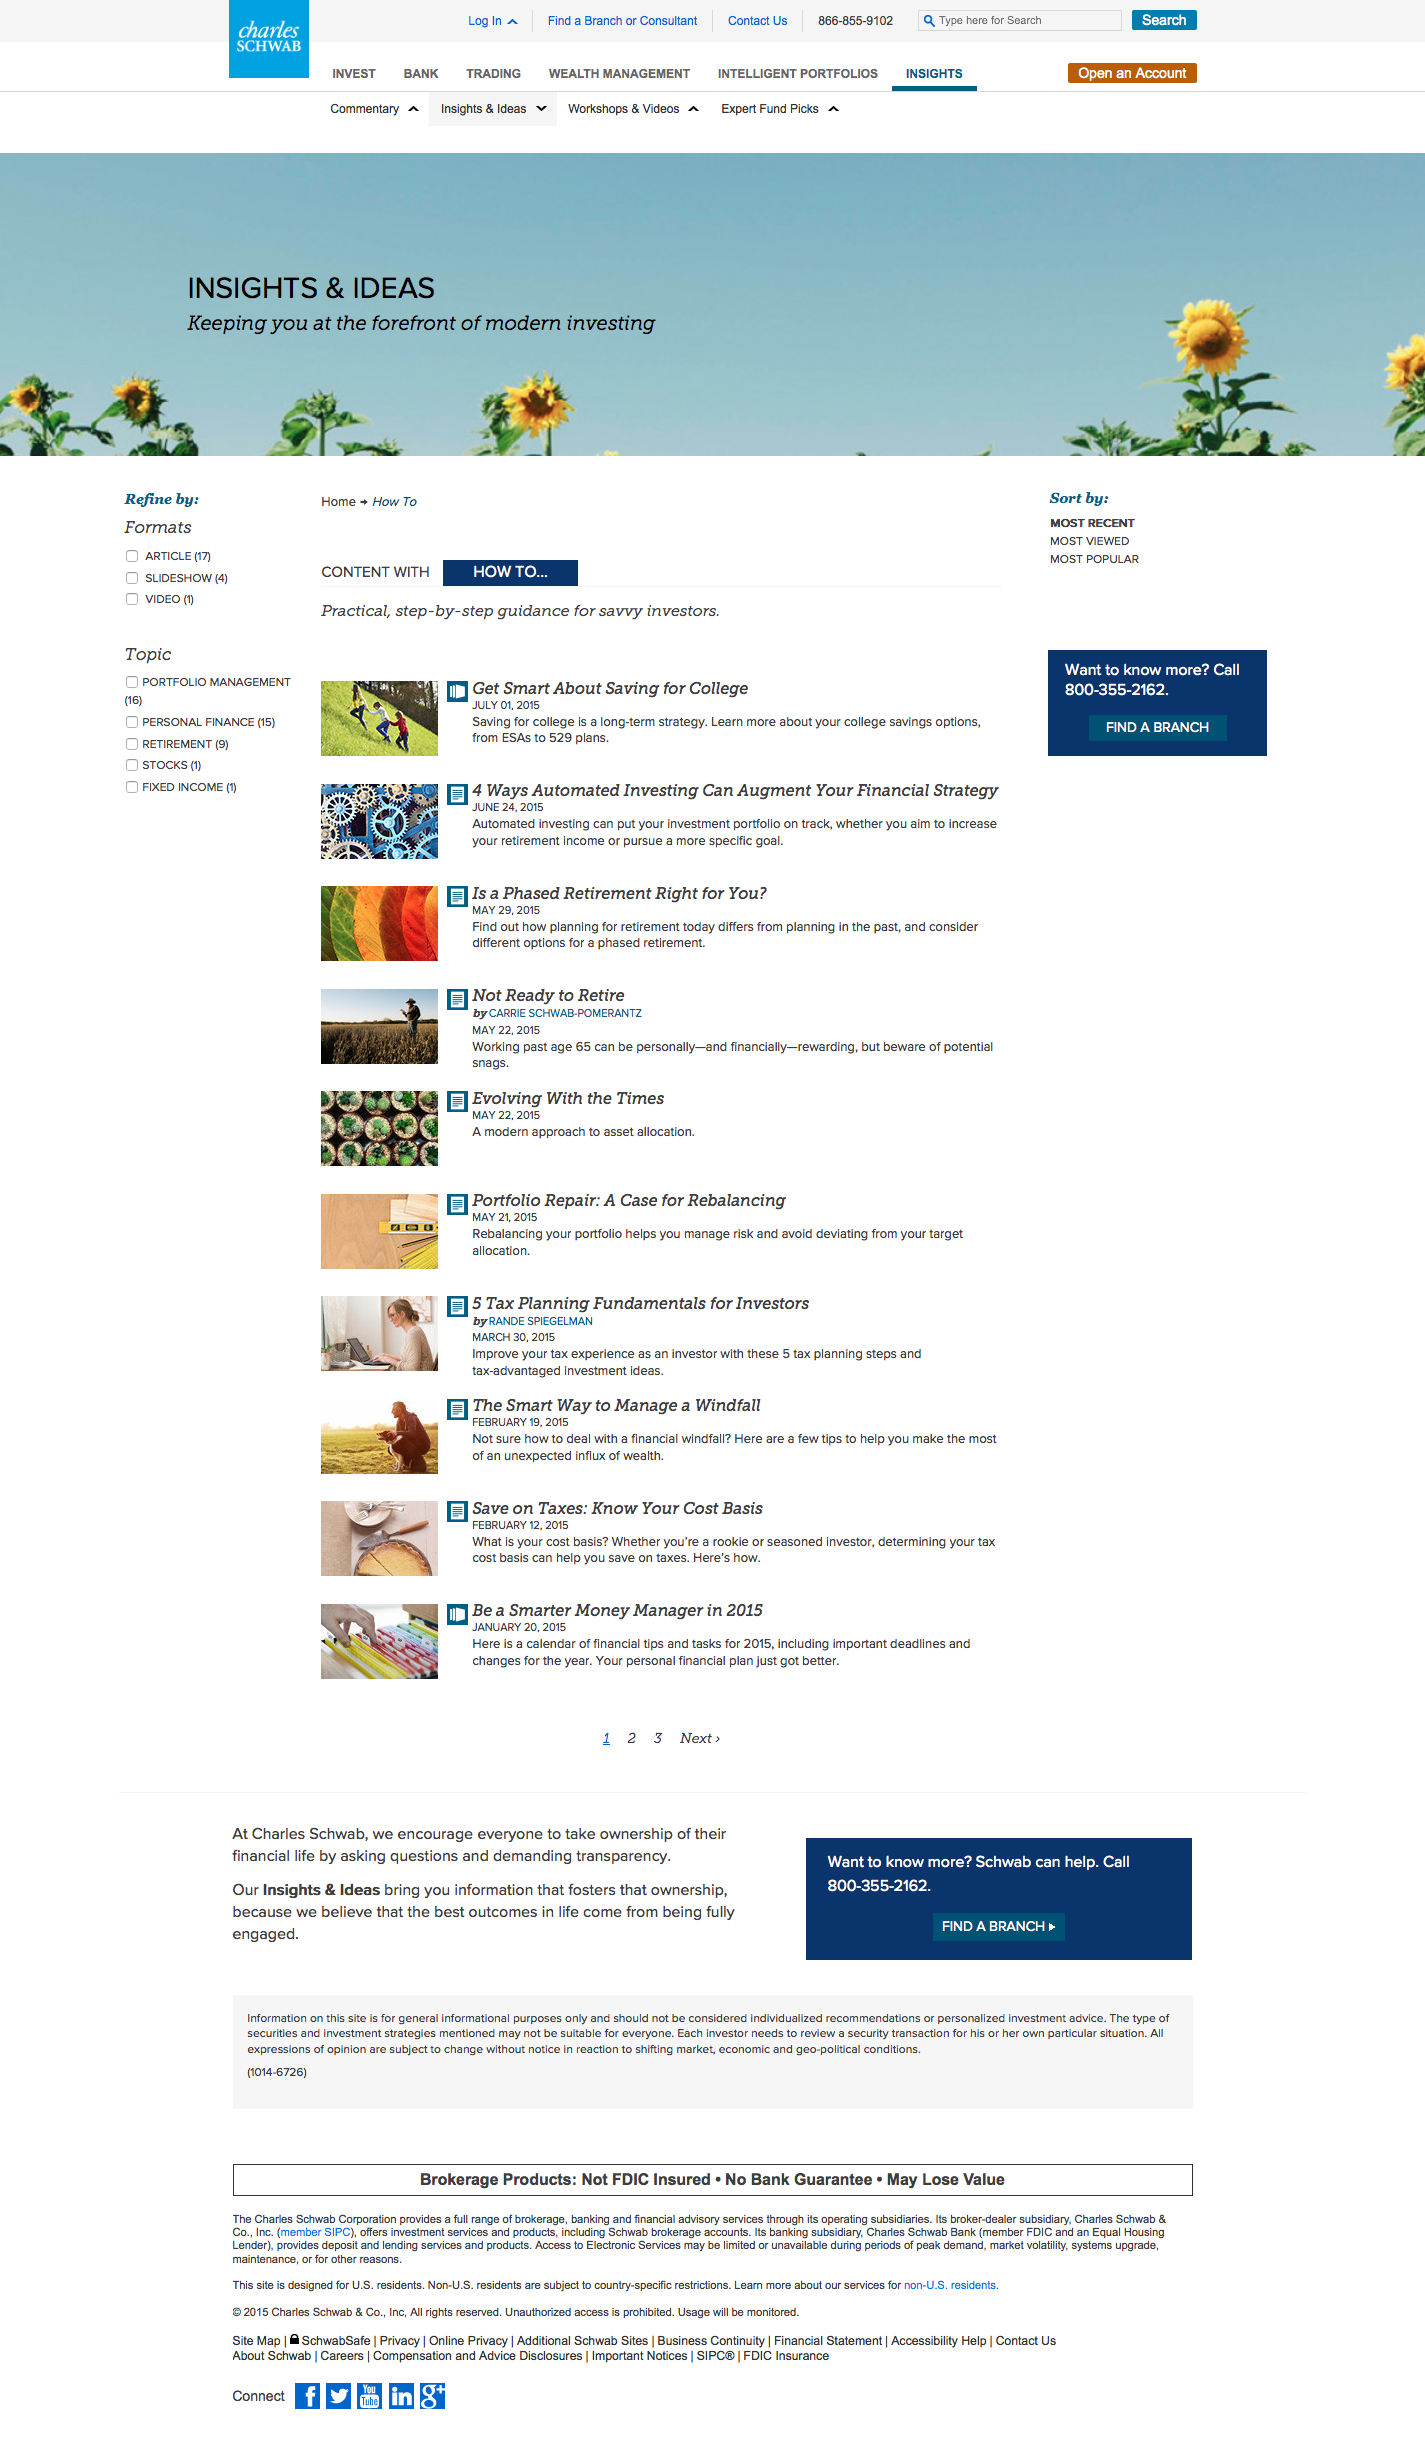 charles
SCHWAB
Log In
Find a Branch or Consultant
Contact Us
866-855-9102
Type here for Search
Search
INVEST
BANK
TRADING
WEALTH MANAGEMENT
INTELLIGENT PORTFOLIOS
INSIGHTS
Open an Account
Commentary
Insights & Ideas
Workshops & Videos
Expert Fund Picks
INSIGHTS & IDEAS
Keeping you at the forefront of modern investing
Refine by:
Formats
ARTICLE (17)
SLIDESHOW (4)
VIDEO (1)
Topic
PORTFOLIO MANAGEMENT
(16)
PERSONAL FINANCE (15)
RETIREMENT (9)
STOCKS (1)
FIXED INCOME (1)
Home → How To
CONTENT WITH
HOW TO...
Practical, step-by-step guidance for savvy investors.
Get Smart About Saving for College
JULY 01, 2015
Saving for college is a long-term strategy. Learn more about your college savings options,
from ESAs to 529 plans.
4 Ways Automated Investing Can Augment Your Financial Strategy
JUNE 24, 2015
Automated investing can put your investment portfolio on track, whether you aim to increase
your retirement income or pursue a more specific goal.
Is a Phased Retirement Right for You?
MAY 29, 2015
Find out how planning for retirement today differs from planning in the past, and consider
different options for a phased retirement.
Not Ready to Retire
by CARRIE SCHWAB-POMERANTZ
MAY 22, 2015
Working past age 65 can be personally—and financially—rewarding, but beware of potential
snags.
Evolving With the Times
MAY 22, 2015
A modern approach to asset allocation.
Portfolio Repair: A Case for Rebalancing
MAY 21, 2015
Rebalancing your portfolio helps you manage risk and avoid deviating from your target
allocation.
5 Tax Planning Fundamentals for Investors
by RANDE SPIEGELMAN
MARCH 30, 2015
Improve your tax experience as an investor with these 5 tax planning steps and
tax-advantaged investment ideas.
The Smart Way to Manage a Windfall
FEBRUARY 19, 2015
Not sure how to deal with a financial windfall? Here are a few tips to help you make the most
of an unexpected influx of wealth.
Save on Taxes: Know Your Cost Basis
FEBRUARY 12, 2015
What is your cost basis? Whether you're a rookie or seasoned investor, determining your tax
cost basis can help you save on taxes. Here's how.
Be a Smarter Money Manager in 2015
JANUARY 20, 2015
Here is a calendar of financial tips and tasks for 2015, including important deadlines and
changes for the year. Your personal financial plan just got better.
1 2 3 Next ›
Sort by:
MOST RECENT
MOST VIEWED
MOST POPULAR
Want to know more? Call
800-355-2162.
FIND A BRANCH
At Charles Schwab, we encourage everyone to take ownership of their
financial life by asking questions and demanding transparency.
Our Insights & Ideas bring you information that fosters that ownership,
because we believe that the best outcomes in life come from being fully
engaged.
Want to know more? Schwab can help. Call
800-355-2162.
FIND A BRANCH
Information on this site is for general informational purposes only and should not be considered individualized recommendations or personalized investment advice. The type of
securities and investment strategies mentioned may not be suitable for everyone. Each investor needs to review a security transaction for his or her own particular situation. All
expressions of opinion are subject to change without notice in reaction to shifting market, economic and geo-political conditions.
(1014-6726)
Brokerage Products: Not FDIC Insured • No Bank Guarantee • May Lose Value
The Charles Schwab Corporation provides a full range of brokerage, banking and financial advisory services through its operating subsidiaries. Its broker-dealer subsidiary, Charles Schwab &
Co., Inc. (member SIPC), offers investment services and products, including Schwab brokerage accounts. Its banking subsidiary, Charles Schwab Bank (member FDIC and an Equal Housing
Lender), provides deposit and lending services and products. Access to Electronic Services may be limited or unavailable during periods of peak demand, market volatility, systems upgrade,
maintenance, or for other reasons.
This site is designed for U.S. residents. Non-U.S. residents are subject to country-specific restrictions. Learn more about our services for non-U.S. residents.
© 2015 Charles Schwab & Co., Inc, All rights reserved. Unauthorized access is prohibited. Usage will be monitored.
Site Map | SchwabSafe | Privacy | Online Privacy | Additional Schwab Sites | Business Continuity | Financial Statement | Accessibility Help | Contact Us
About Schwab | Careers | Compensation and Advice Disclosures | Important Notices | SIPC® | FDIC Insurance
Connect
f
You
Tube
in
g+